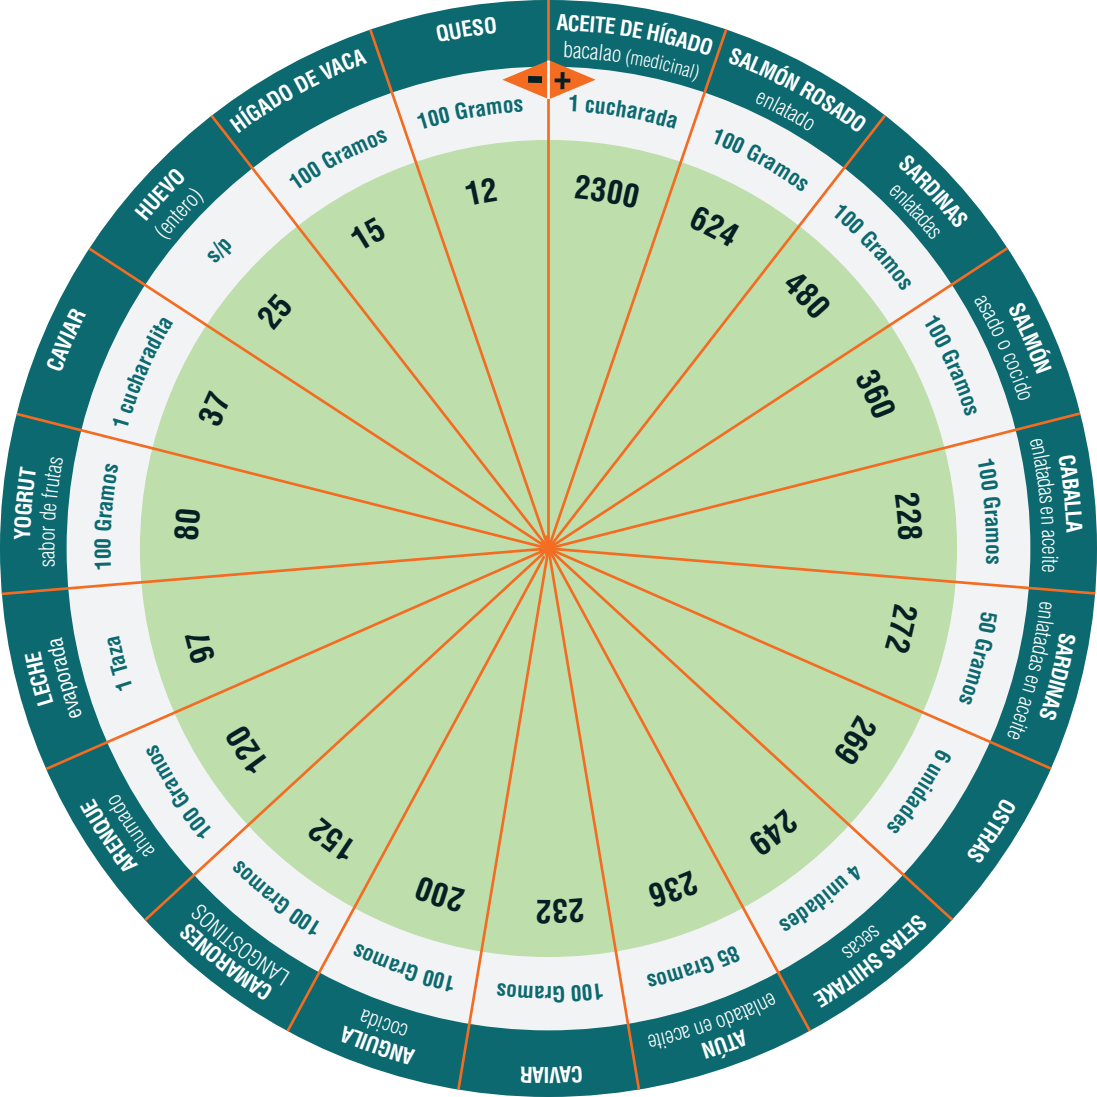 ACEITE DE HÍGADO
bacalao (medicinal)
1 cucharada
2300
SALMÓN ROSADO
enlatado
100 Gramos
624
SARDINAS
enlatadas
100 Gramos
480
SALMÓN
asado o cocido
100 Gramos
360
CABALLA
enlatadas en aceite
100 Gramos
228
SARDINAS
enlatadas en aceite
50 Gramos
272
OSTRAS
6 unidades
269
SETAS SHIITAKE
secas
4 unidades
249
ATÚN
enlatado en aceite
85 Gramos
236
CAVIAR
100 Gramos
232
ANGUILA
cocida
100 Gramos
200
CAMARONES
LANGOSTINOS
100 Gramos
152
ARENQUE
ahumado
100 Gramos
120
LECHE
evaporada
1 Taza
97
YOGRUT
sabor de frutas
100 Gramos
80
CAVIAR
1 cucharadita
37
HUEVO
(entero)
s/p
25
HÍGADO DE VACA
100 Gramos
15
QUESO
100 Gramos
12
- +